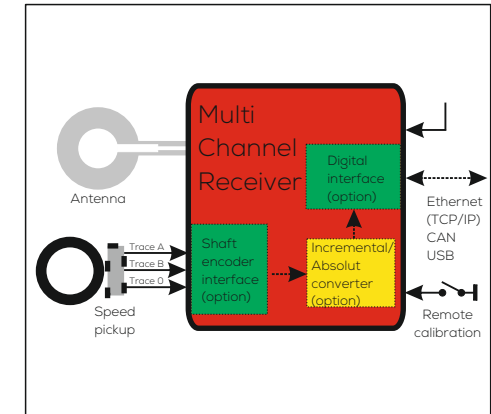 Multi
Channel
Receiver
Antenna
Digital
interface
(option)
Ethernet
(TCP/IP)
CAN
USB
Trace A
Trace B
Trace 0
Speed
pickup
Shaft
encoder
interface
(option)
Incremental/
Absolut
converter
(option)
Remote
calibration